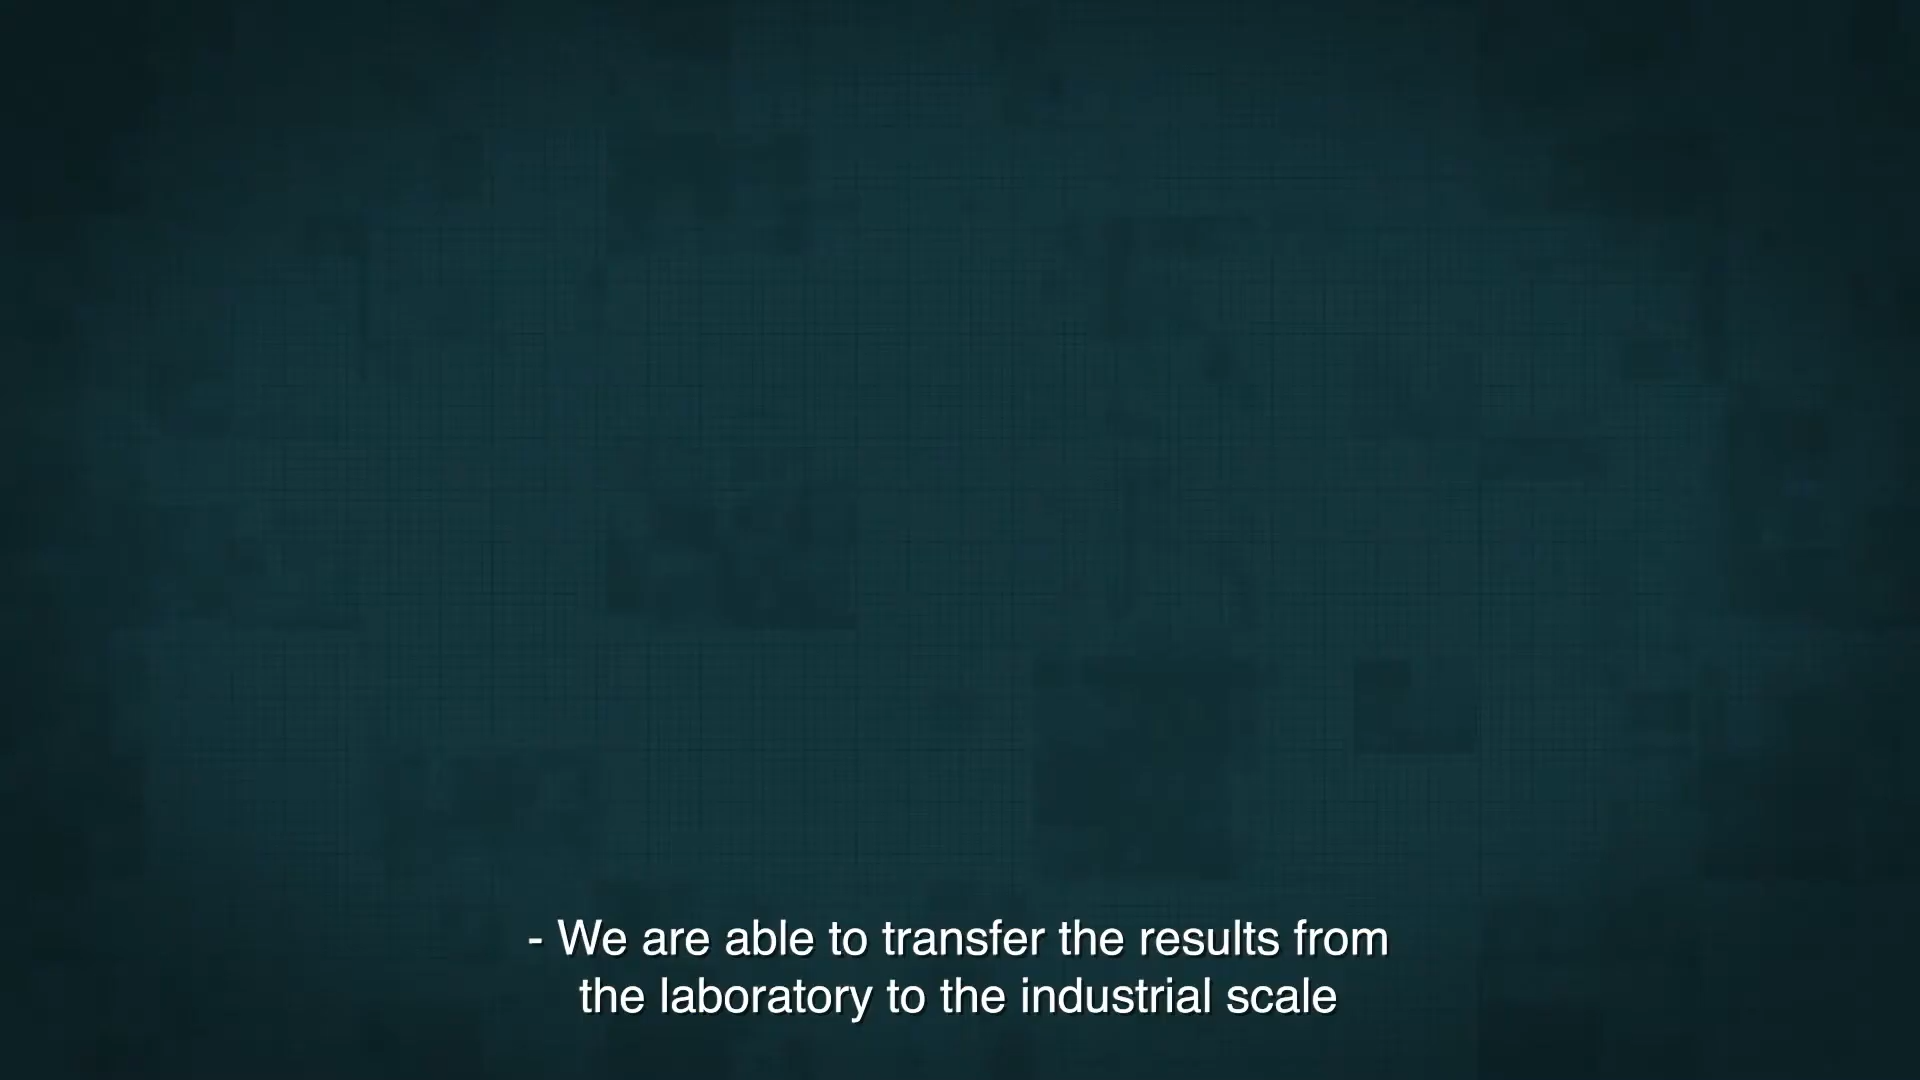 - We are able to transfer the results from
the laboratory to the industrial scale